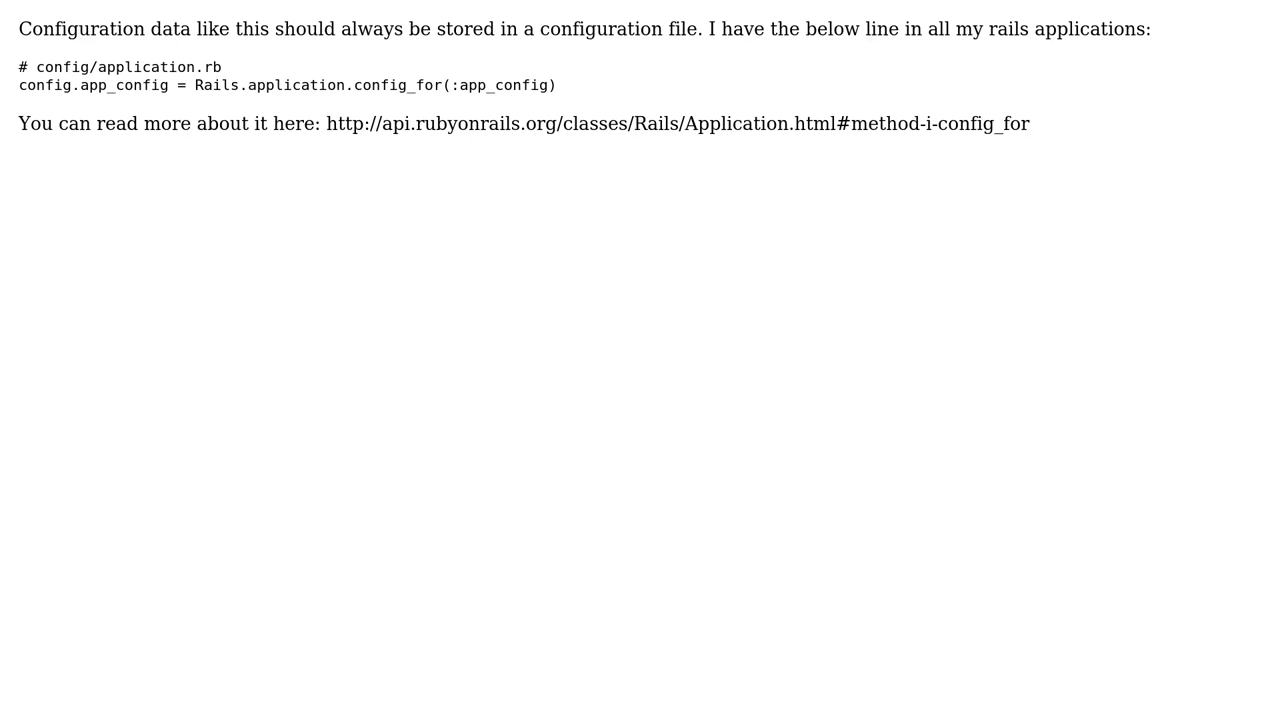 Configuration data like this should always be stored in a configuration file. I have the below line in all my rails applications:
# config/application.rb
config.app_config = Rails.application.config_for(:app_config)
You can read more about it here: http://api.rubyonrails.org/classes/Rails/Application.html#method-i-config_for